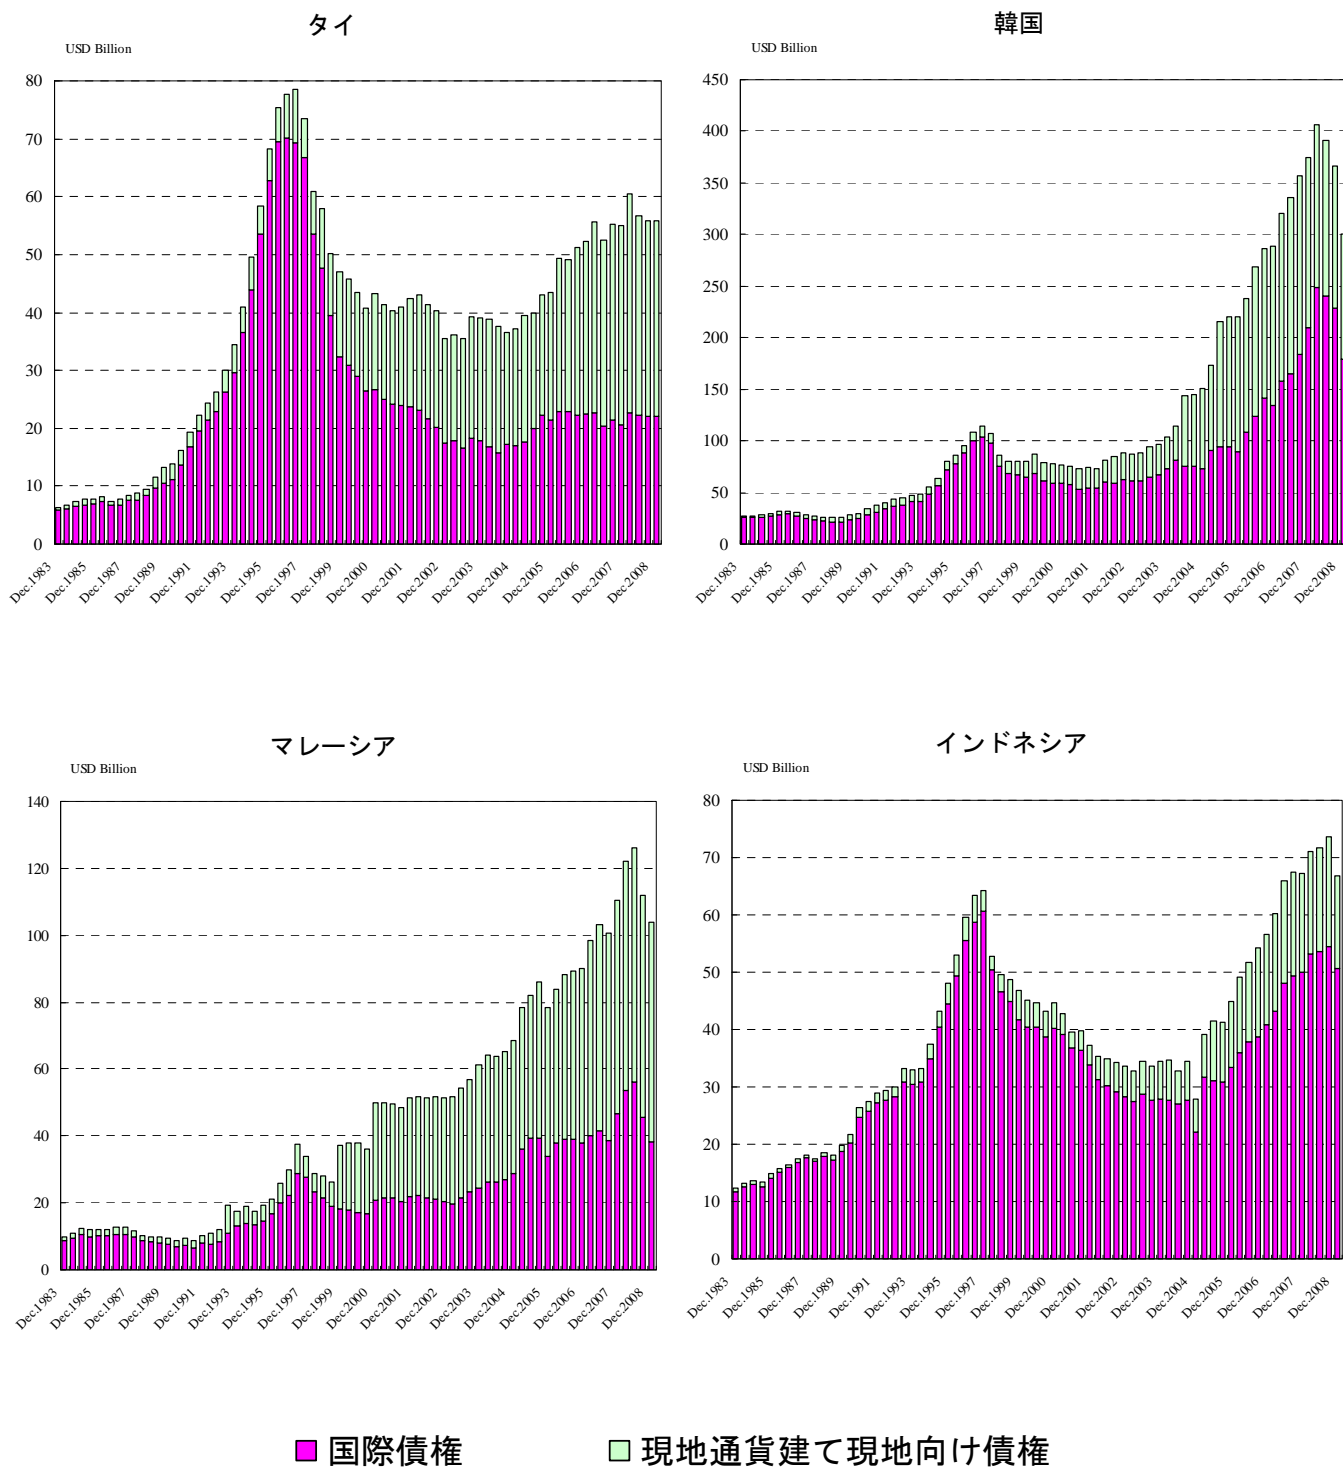 タイ
USD Billion
80
70
60
50
40
30
20
10
0
Dec.1983
Dec.1985
Dec.1987
Dec.1989
Dec.1991
Dec.1993
Dec.1995
Dec.1997
Dec.1999
Dec.2000
Dec.2001
Dec.2002
Dec.2003
Dec.2004
Dec.2005
Dec.2006
Dec.2007
Dec.2008
韓国
USD Billion
450
400
350
300
250
200
150
100
50
0
Dec.1983
Dec.1985
Dec.1987
Dec.1989
Dec.1991
Dec.1993
Dec.1995
Dec.1997
Dec.1999
Dec.2000
Dec.2001
Dec.2002
Dec.2003
Dec.2004
Dec.2005
Dec.2006
Dec.2007
Dec.2008
マレーシア
USD Billion
140
120
100
80
60
40
20
0
Dec.1983
Dec.1985
Dec.1987
Dec.1989
Dec.1991
Dec.1993
Dec.1995
Dec.1997
Dec.1999
Dec.2000
Dec.2001
Dec.2002
Dec.2003
Dec.2004
Dec.2005
Dec.2006
Dec.2007
Dec.2008
インドネシア
USD Billion
80
70
60
50
40
30
20
10
0
Dec.1983
Dec.1985
Dec.1987
Dec.1989
Dec.1991
Dec.1993
Dec.1995
Dec.1997
Dec.1999
Dec.2000
Dec.2001
Dec.2002
Dec.2003
Dec.2004
Dec.2005
Dec.2006
Dec.2007
Dec.2008
国際債権
現地通貨建て現地向け債権